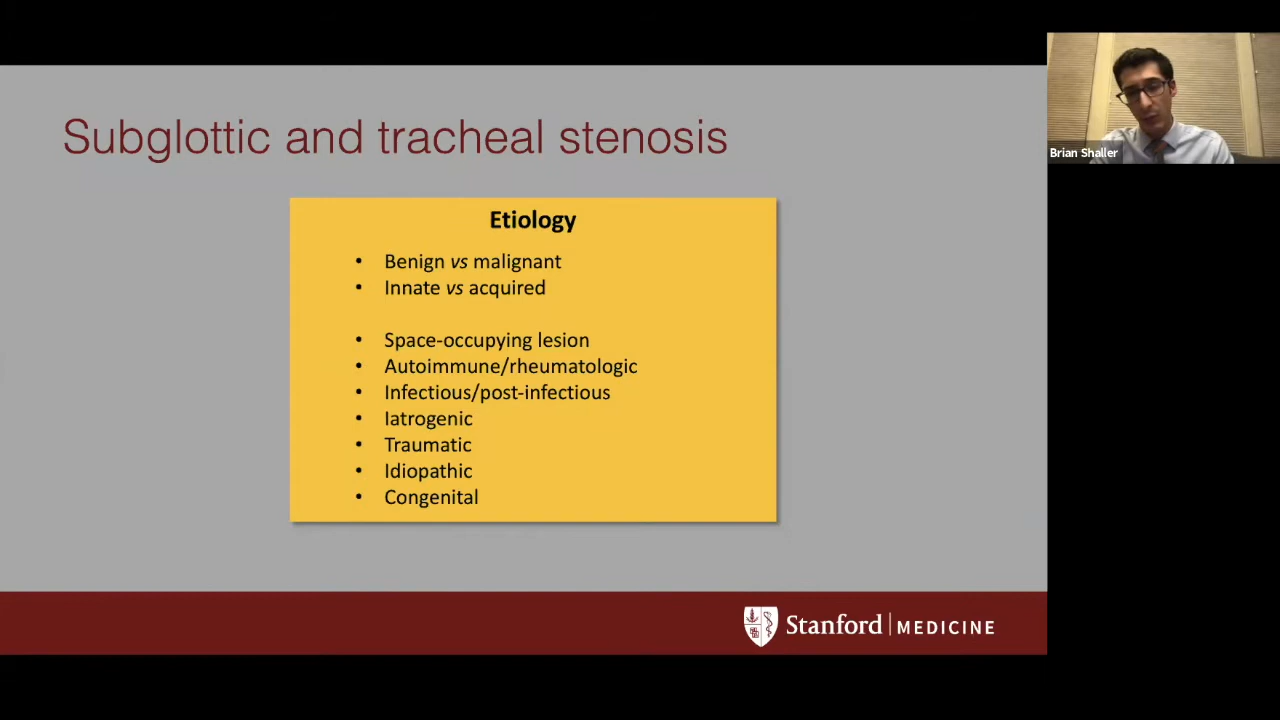 Subglottic and tracheal stenosis
Etiology
• Benign vs malignant
• Innate vs acquired
• Space-occupying lesion
• Autoimmune/rheumatologic
• Infectious/post-infectious
• Iatrogenic
• Traumatic
• Idiopathic
• Congenital
Stanford | MEDICINE
Brian Shaller